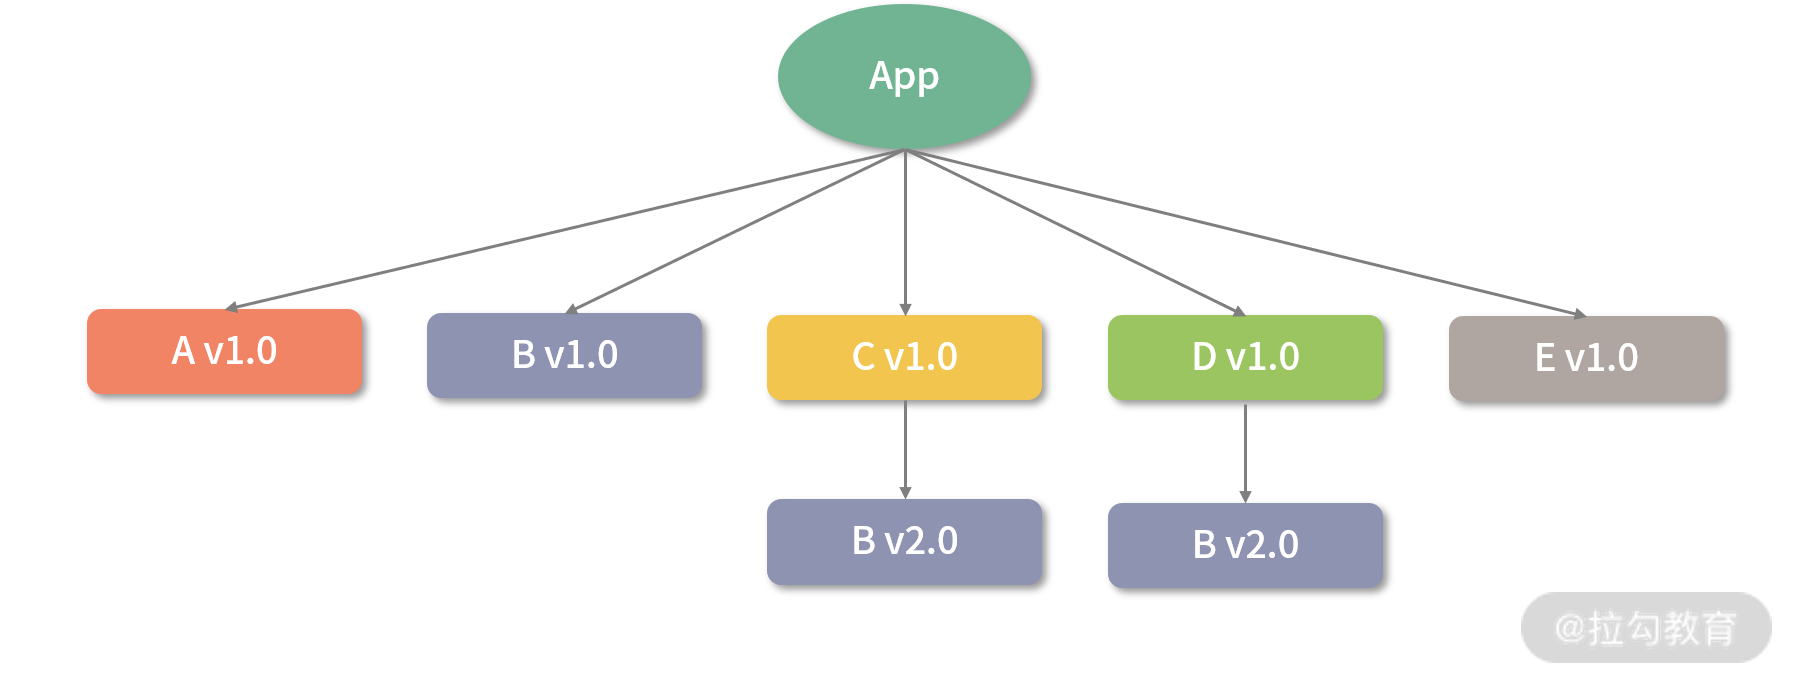 App
A v1.0
B v1.0
C v1.0
D v1.0
E v1.0
B v2.0
B v2.0
@拉勾教育